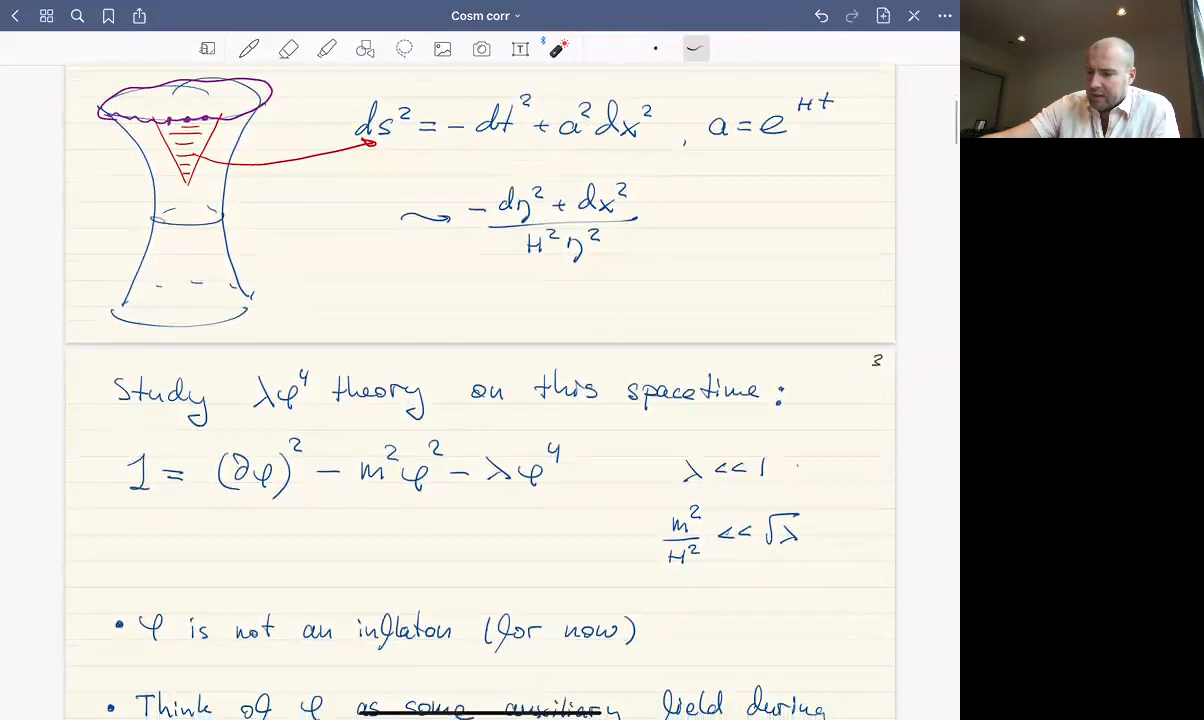 Cosm corr
ds² = - dt² + a²dx² , a = e^{Ht}
⇝ (- dη² + dx²) / (H²η²)
3
Study λφ⁴ theory on this spacetime:
L = (∂φ)² - m²φ² - λφ⁴
λ << 1
m²/H² << √λ
• φ is not an inflaton (for now)
• Think of φ as some auxiliary field during